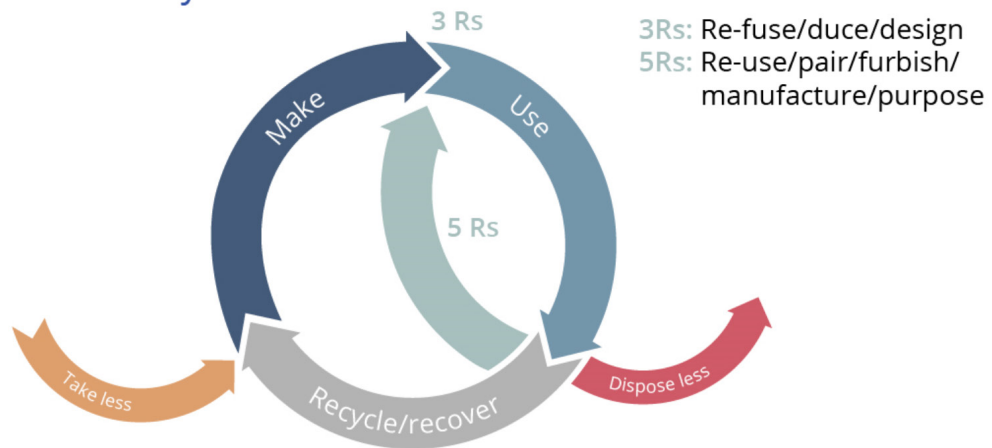 3 Rs
3Rs: Re-fuse/duce/design
5Rs: Re-use/pair/furbish/
manufacture/purpose
Make
Use
5 Rs
Take less
Dispose less
Recycle/recover